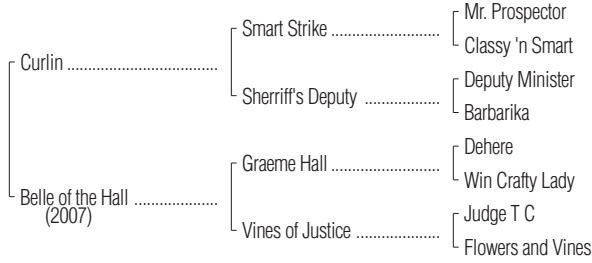 Mr. Prospector
Smart Strike ........................
Classy 'n Smart
Curlin .................................
Deputy Minister
Sherriff's Deputy ................
Barbarika
Dehere
Graeme Hall ........................
Win Crafty Lady
Belle of the Hall ..................
(2007)
Judge T C
Vines of Justice ..................
Flowers and Vines